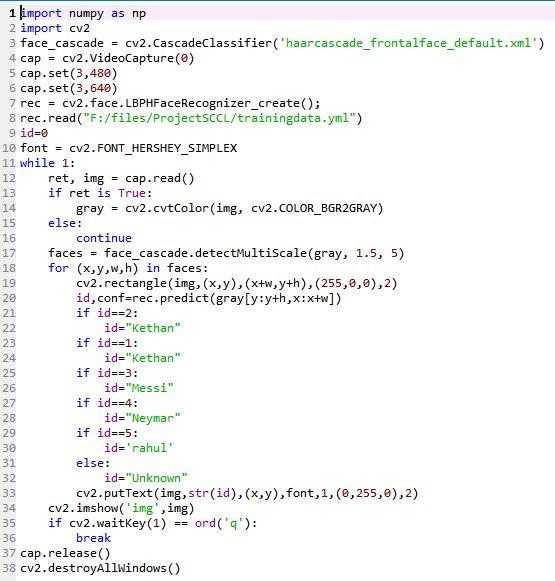 1 import numpy as np
2 import cv2
3 face_cascade = cv2.CascadeClassifier('haarcascade_frontalface_default.xml')
4 cap = cv2.VideoCapture(0)
5 cap.set(3,480)
6 cap.set(3,640)
7 rec = cv2.face.LBPHFaceRecognizer_create();
8 rec.read("F:/files/ProjectSCCL/trainingdata.yml")
9 id=0
10 font = cv2.FONT_HERSHEY_SIMPLEX
11 while 1:
12     ret, img = cap.read()
13     if ret is True:
14         gray = cv2.cvtColor(img, cv2.COLOR_BGR2GRAY)
15     else:
16         continue
17     faces = face_cascade.detectMultiScale(gray, 1.5, 5)
18     for (x,y,w,h) in faces:
19         cv2.rectangle(img,(x,y),(x+w,y+h),(255,0,0),2)
20         id,conf=rec.predict(gray[y:y+h,x:x+w])
21         if id==2:
22             id="Kethan"
23         if id==1:
24             id="Kethan"
25         if id==3:
26             id="Messi"
27         if id==4:
28             id="Neymar"
29         if id==5:
30             id='rahul'
31         else:
32             id="Unknown"
33         cv2.putText(img,str(id),(x,y),font,1,(0,255,0),2)
34     cv2.imshow('img',img)
35     if cv2.waitKey(1) == ord('q'):
36         break
37 cap.release()
38 cv2.destroyAllWindows()